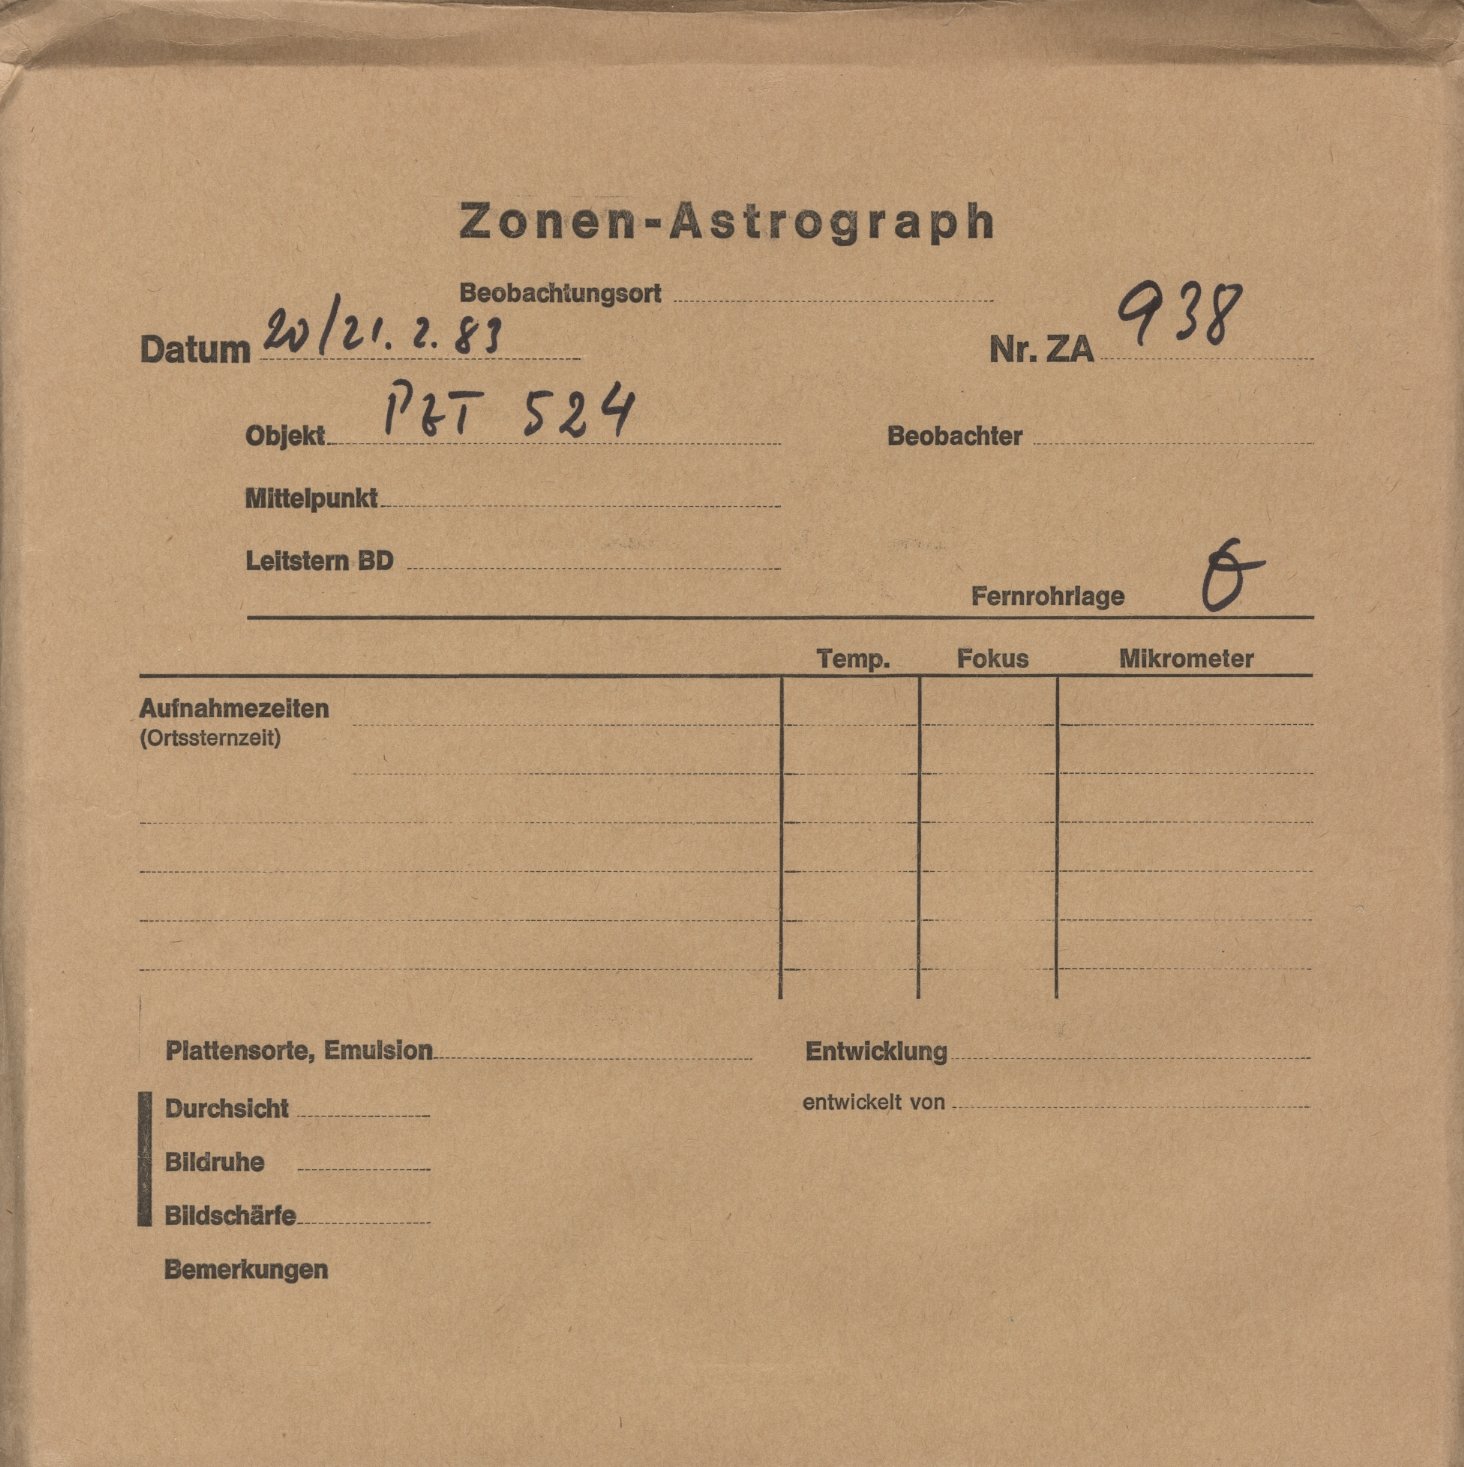 Zonen-Astrograph
Beobachtungsort
Datum 20/21. 2. 83
Nr. ZA 938
Objekt PZT 524
Beobachter
Mittelpunkt
Leitstern BD
Fernrohrlage
Temp. Fokus Mikrometer
Aufnahmezeiten
(Ortssternzeit)
Plattensorte, Emulsion
Entwicklung
Durchsicht
entwickelt von
Bildruhe
Bildschärfe
Bemerkungen